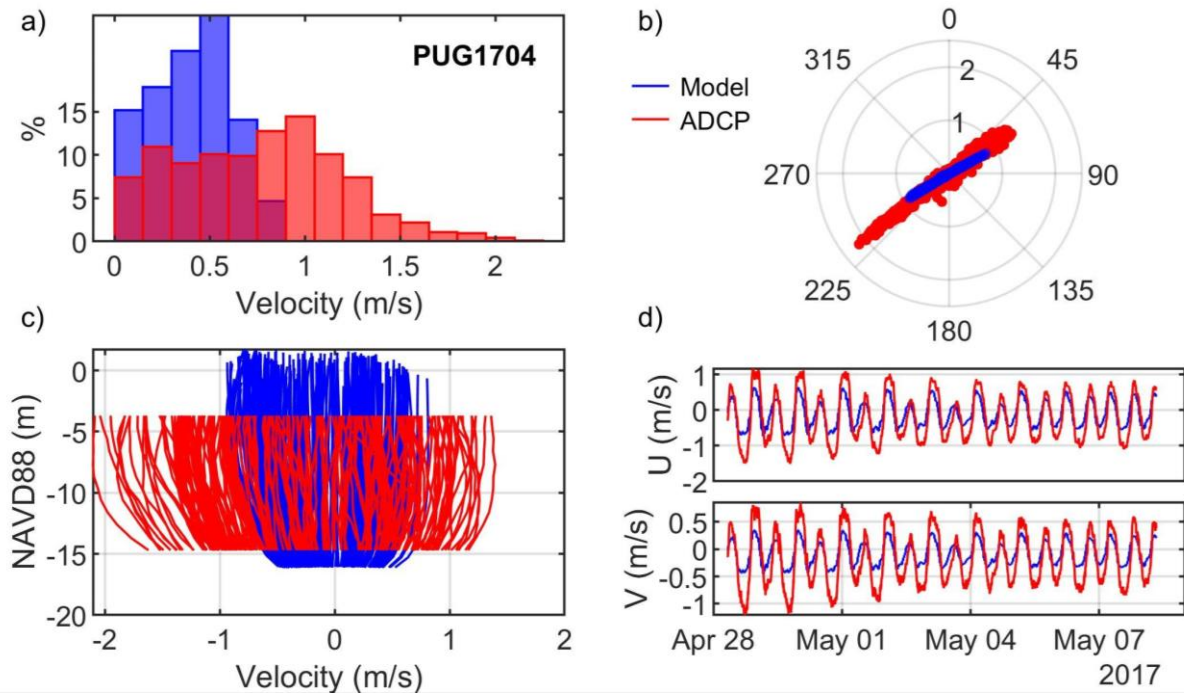 a)
PUG1704
%
15
10
5
0
0 0.5 1 1.5 2
Velocity (m/s)
b)
Model
ADCP
0
45
90
135
180
225
270
315
1
2
c)
NAVD88 (m)
0
-5
-10
-15
-20
-2 -1 0 1 2
Velocity (m/s)
d)
U (m/s)
1
0
-1
-2
V (m/s)
0.5
0
-0.5
-1
Apr 28 May 01 May 04 May 07
2017